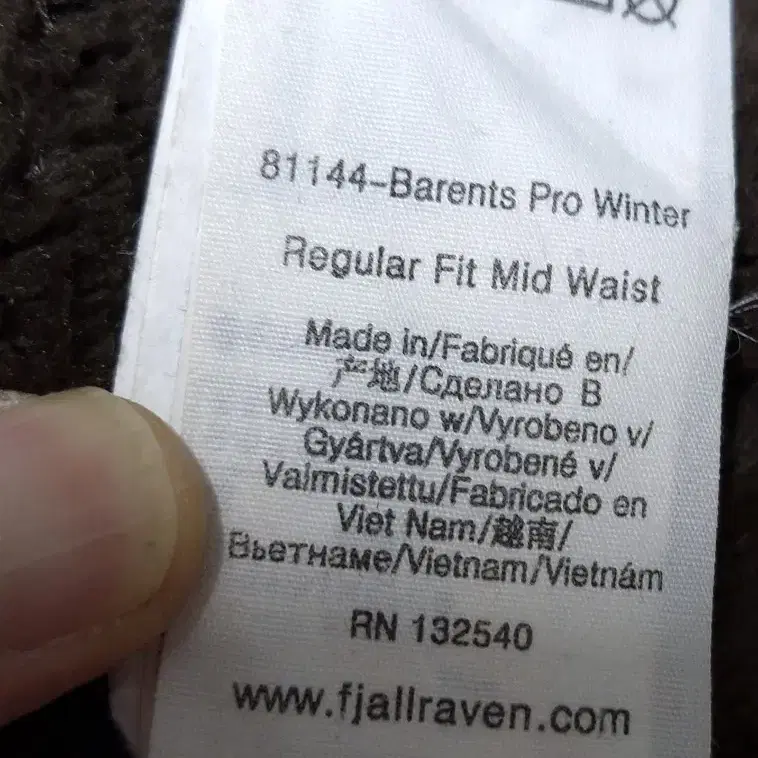 81144-Barents Pro Winter
Regular Fit Mid Waist
Made in/Fabriqué en/
产地/Сделано В
Wykonano w/Vyrobeno v/
Gyártva/Vyrobené v/
Valmistettu/Fabricado en
Viet Nam/越南/
Вьетнаме/Vietnam/Vietnám
RN 132540
www.fjallraven.com